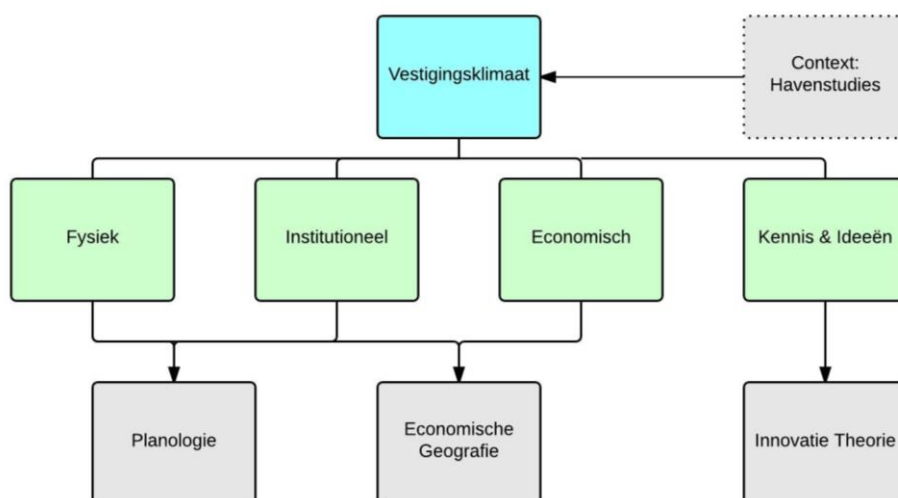 Vestigingsklimaat
Context:
Havenstudies
Fysiek
Institutioneel
Economisch
Kennis & Ideeën
Planologie
Economische
Geografie
Innovatie Theorie